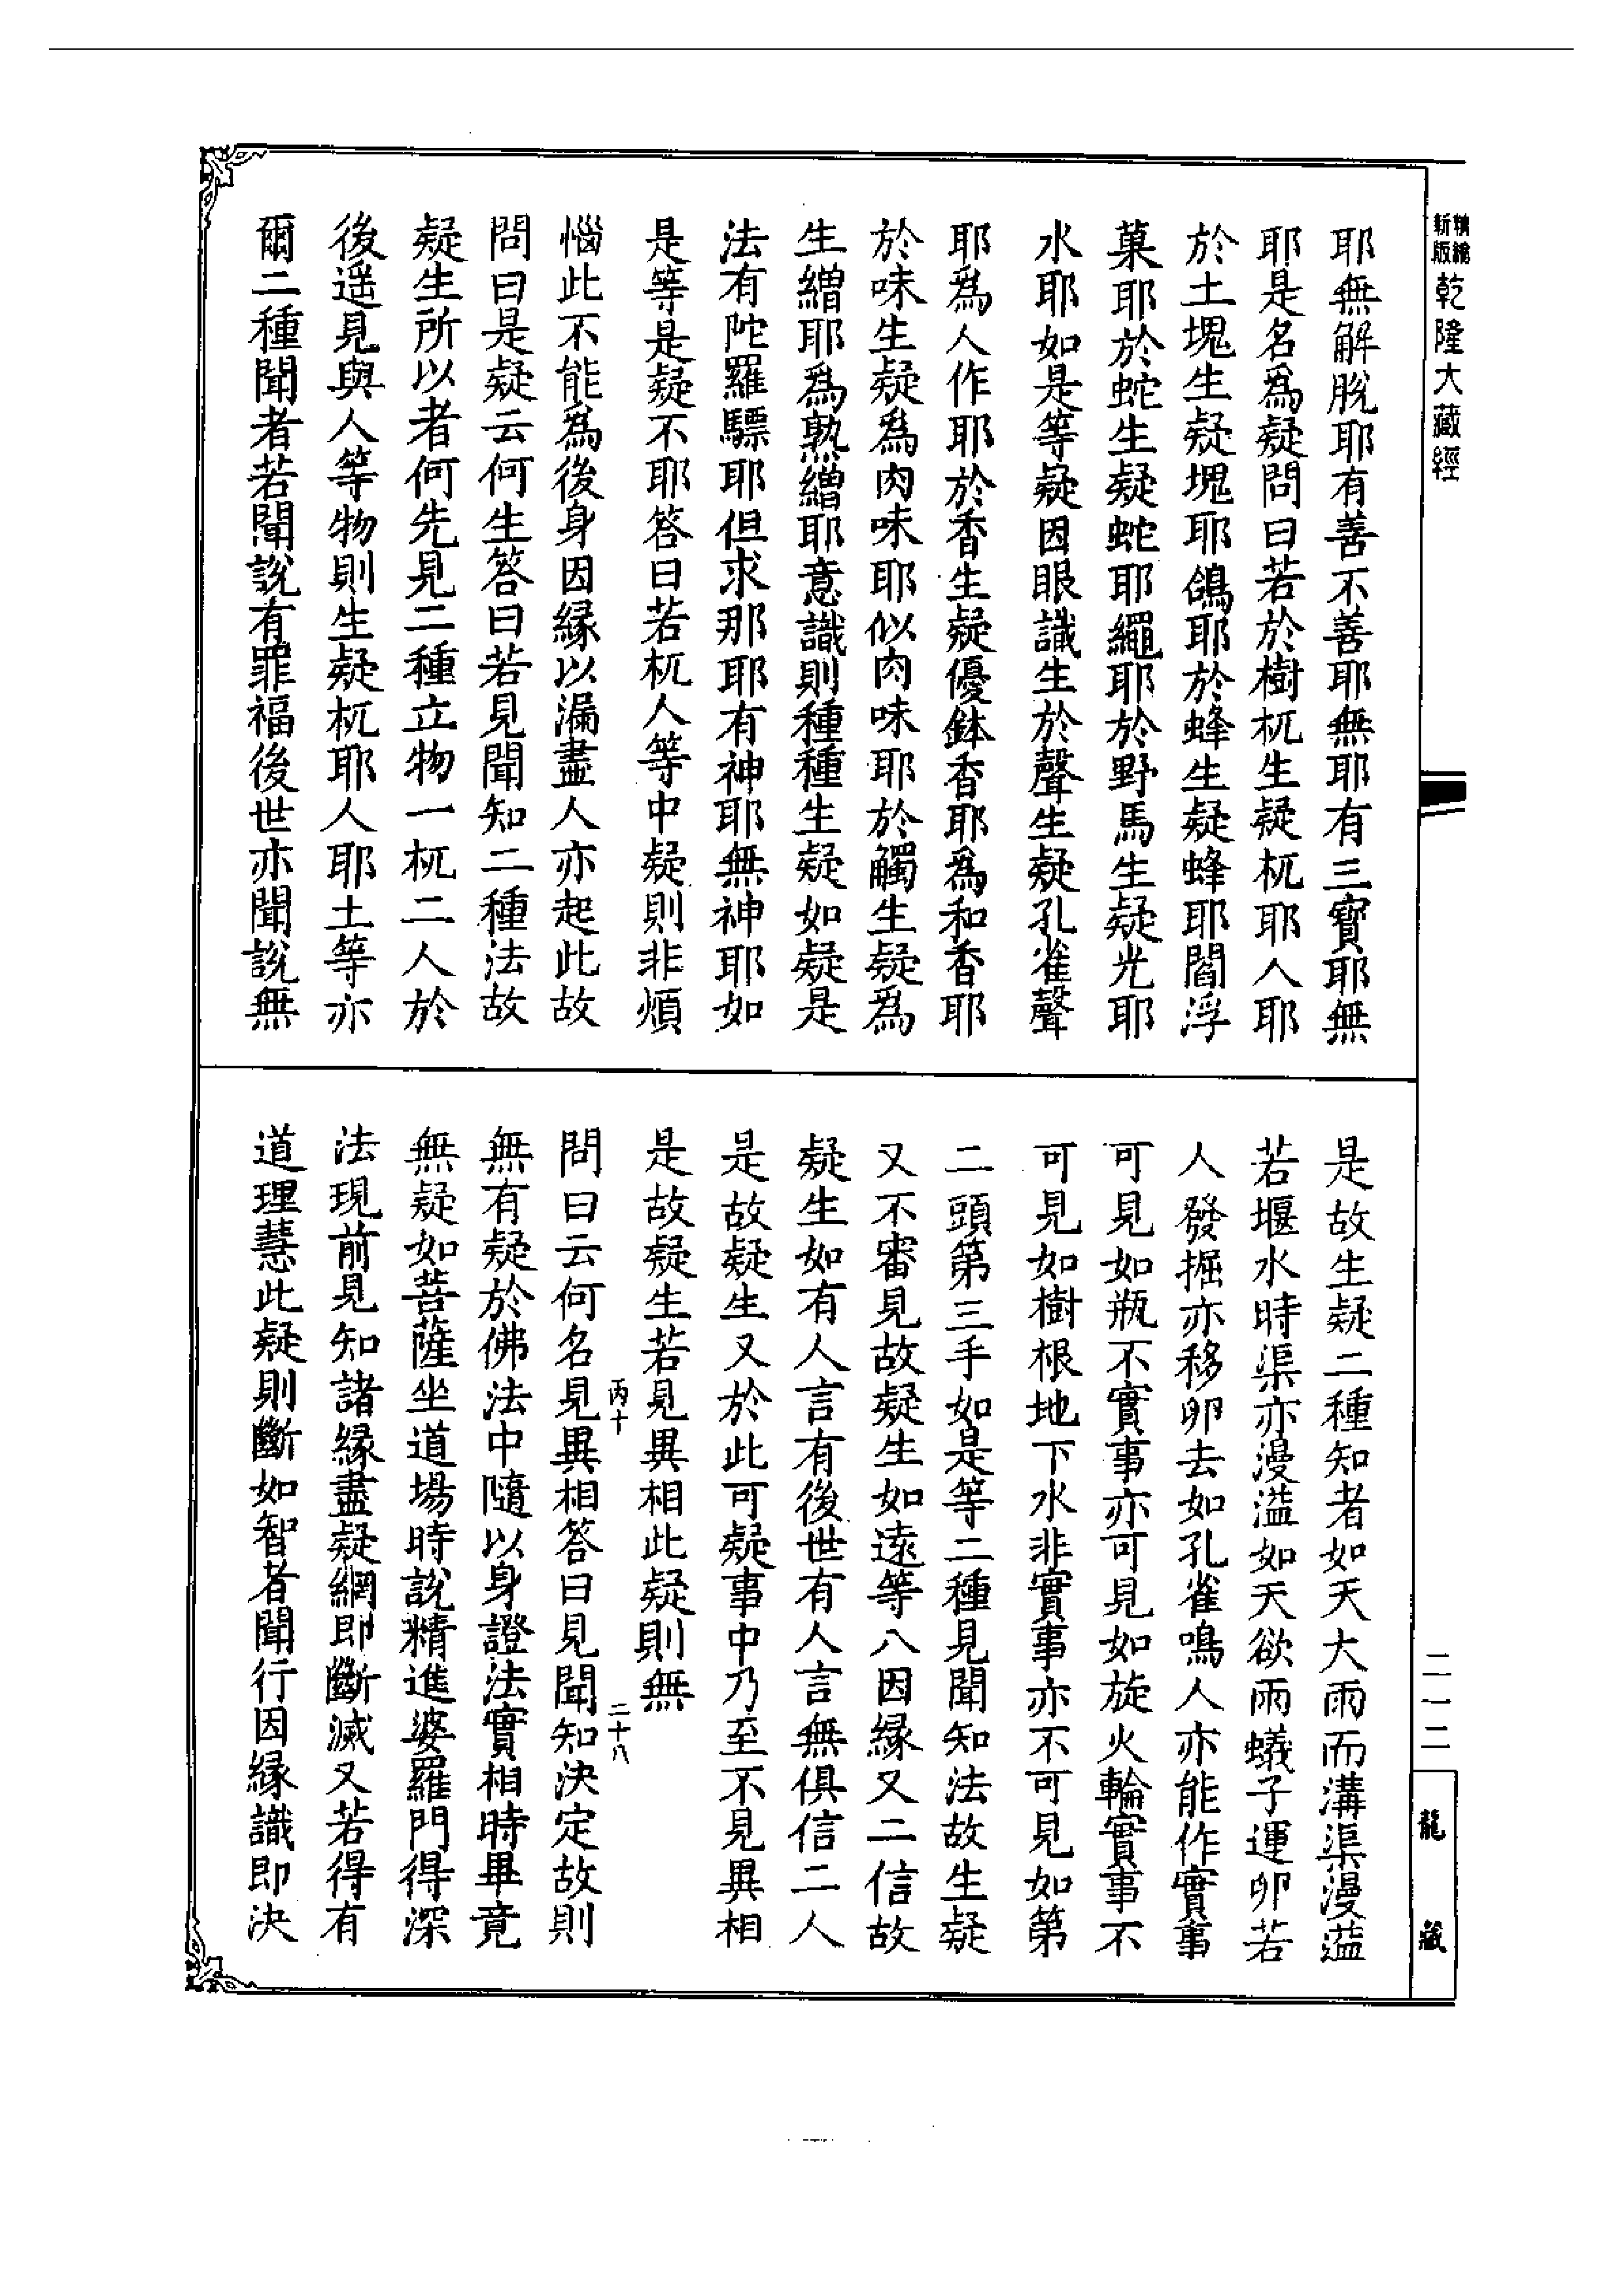 精繪
新版
乾隆大藏經
耶無解脫耶有善不善耶無耶有三寳耶無
耶是名爲疑問曰若於樹杌生疑杌耶人耶
於土塊生疑塊耶鴿耶於蜂生疑蜂耶閻浮
菓耶於蛇生疑蛇耶繩耶於野馬生疑光耶
水耶如是等疑因眼識生於聲生疑孔雀聲
耶爲人作耶於香生疑優鉢香耶爲和香耶
於味生疑爲肉味耶似肉味耶於觸生疑爲
生繒耶爲熟繒耶意識則種種生疑如疑是
法有陀羅驃耶但求那耶有神耶無神耶如
是等是疑不耶答曰若杌人等中疑則非煩
惱此不能爲後身因緣以漏盡人亦起此故
問曰是疑云何生答曰若見聞知二種法故
疑生所以者何先見二種立物一杌二人於
後遥見與人等物則生疑杌耶人耶土等亦
爾二種聞者若聞說有罪福後世亦聞說無
是故生疑二種知者如天大雨而溝渠漫溢
若堰水時渠亦漫溢如天欲雨蟻子運卵若
人發掘亦移卵去如孔雀鳴人亦能作實事
可見如瓶不實事亦可見如旋火輪實事不
可見如樹根地下水非實事亦不可見如第
二頭第三手如是等二種見聞知法故生疑
又不審見故疑生如遠等八因緣又二信故
疑生如有人言有後世有人言無俱信二人
是故疑生又於此可疑事中乃至不見異相
是故疑生若見異相此疑則無
問曰云何名見異相答曰見聞知決定故則
無有疑於佛法中隨以身證法實相時畢竟
無疑如菩薩坐道場時說精進婆羅門得深
法現前見知諸緣盡疑網即斷滅又若得有
道理慧此疑則斷如智者聞行因緣識即決
丙十
二十八
二一二
龍藏